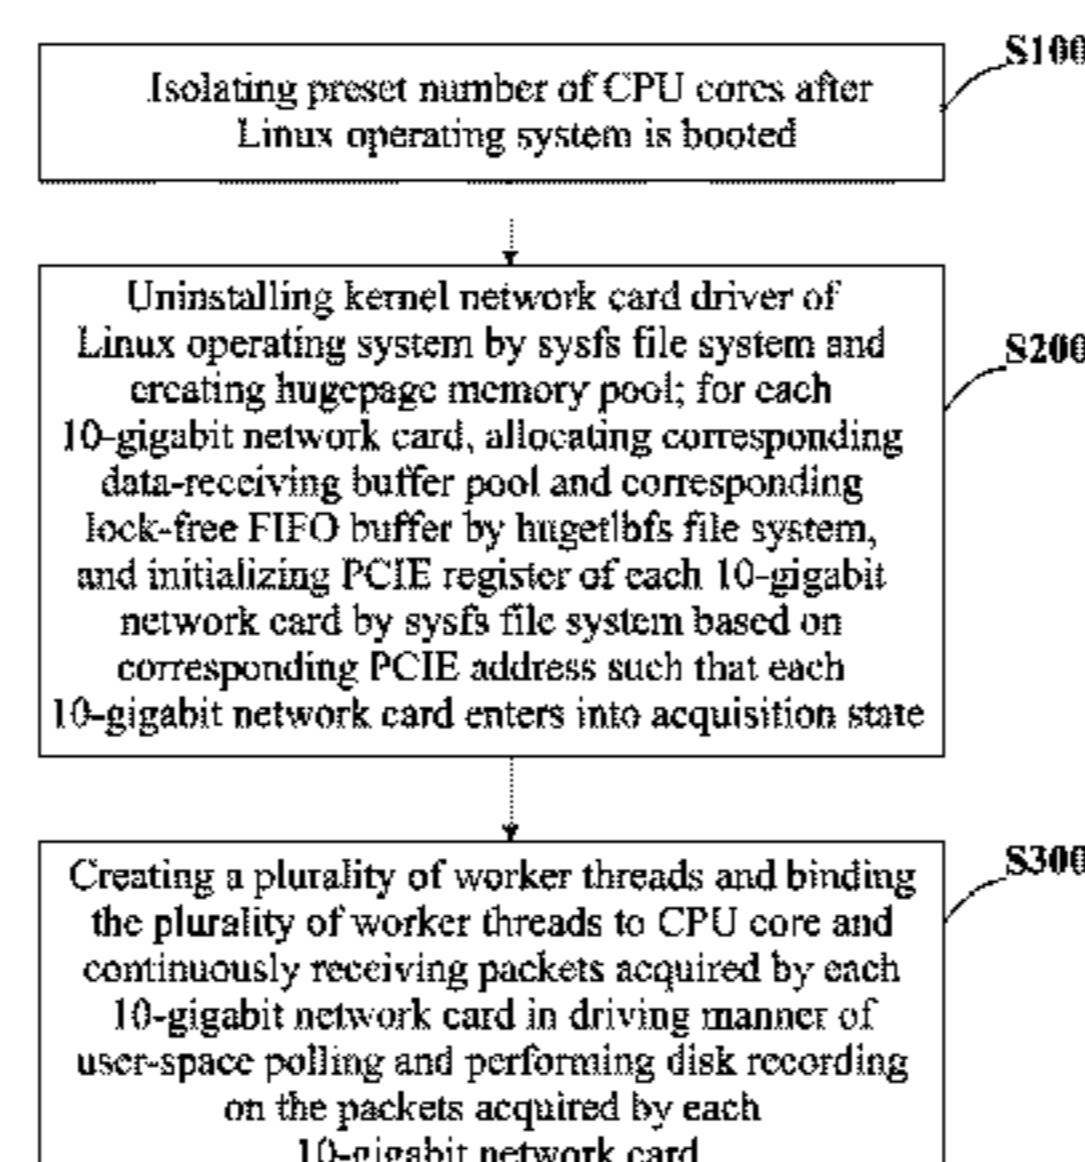 S100
Isolating preset number of CPU cores after
Linux operating system is booted
Uninstalling kernel network card driver of
Linux operating system by sysfs file system and
creating hugepage memory pool; for each
10-gigabit network card, allocating corresponding
data-receiving buffer pool and corresponding
lock-free FIFO buffer by hugetlbfs file system,
and initializing PCIE register of each 10-gigabit
network card by sysfs file system based on
corresponding PCIE address such that each
10-gigabit network card enters into acquisition state
S200
Creating a plurality of worker threads and binding
the plurality of worker threads to CPU core and
continuously receiving packets acquired by each
10-gigabit network card in driving manner of
user-space polling and performing disk recording
on the packets acquired by each
10-gigabit network card
S300